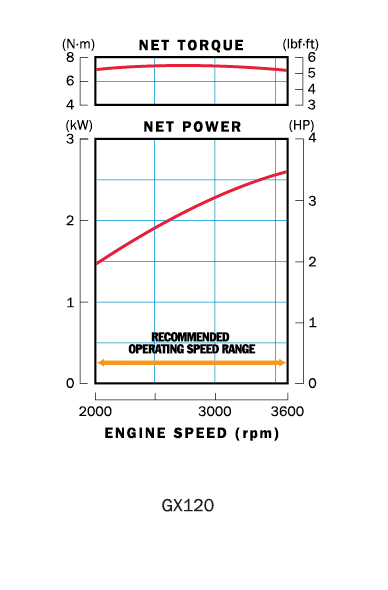 NET TORQUE
(N·m)
(lbf·ft)
8
6
4
6
5
4
3
NET POWER
(kW)
(HP)
3
2
1
0
4
3
2
1
0
RECOMMENDED
OPERATING SPEED RANGE
2000 3000 3600
ENGINE SPEED (rpm)
GX120